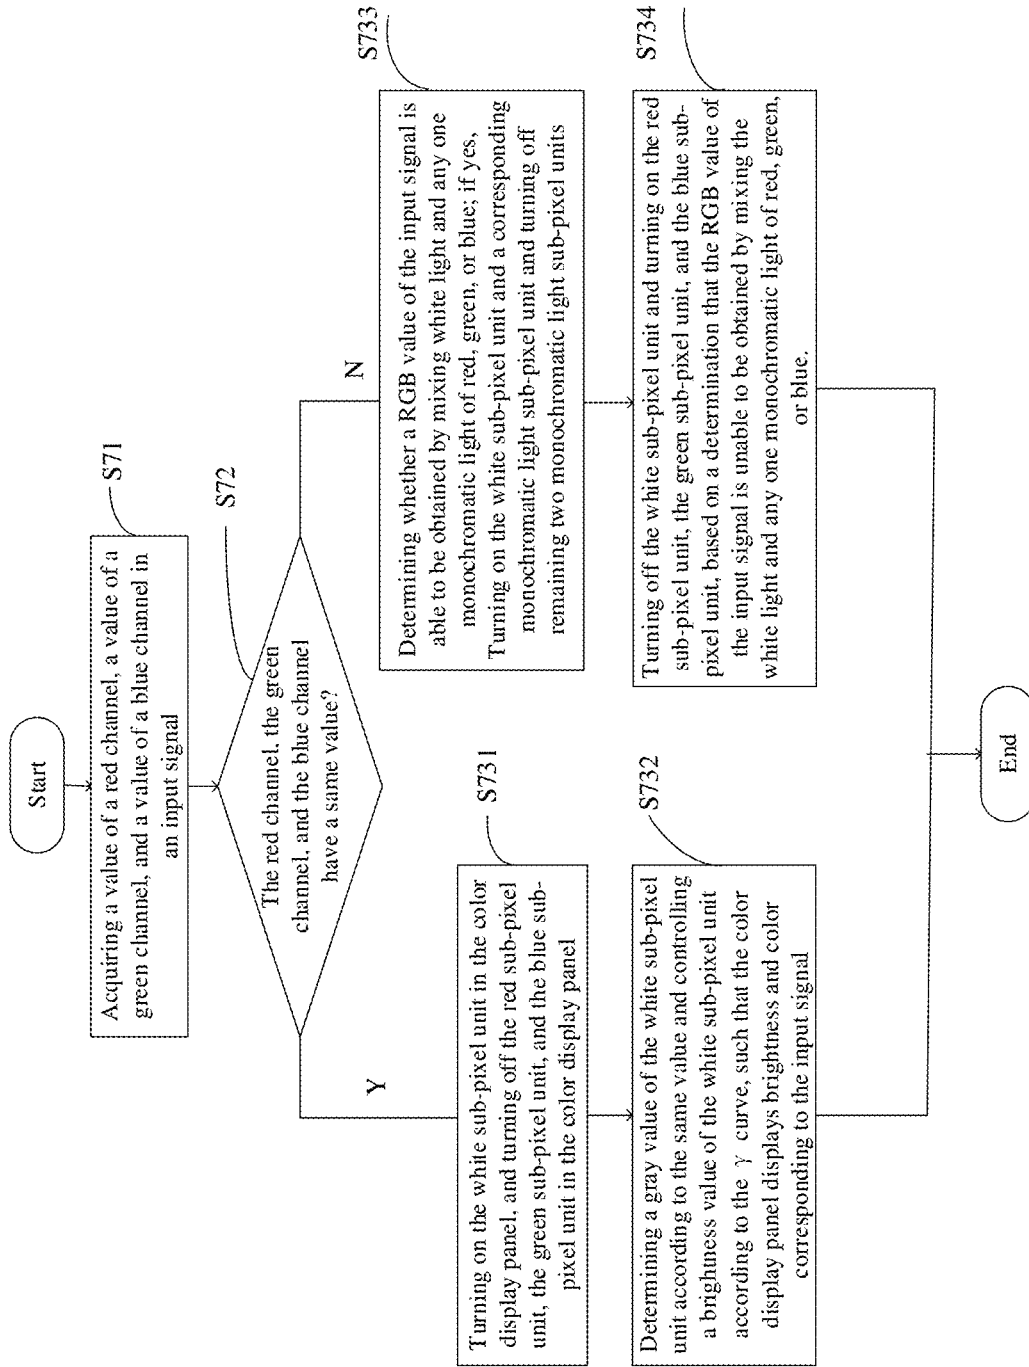 Start
Acquiring a value of a red channel, a value of a
green channel, and a value of a blue channel in
an input signal
S71
The red channel, the green
channel, and the blue channel
have a same value?
S72
Y
N
Turning on the white sub-pixel unit in the color
display panel, and turning off the red sub-pixel
unit, the green sub-pixel unit, and the blue sub-
pixel unit in the color display panel
S731
Determining a gray value of the white sub-pixel
unit according to the same value and controlling
a brightness value of the white sub-pixel unit
according to the γ curve, such that the color
display panel displays brightness and color
corresponding to the input signal
S732
Determining whether a RGB value of the input signal is
able to be obtained by mixing white light and any one
monochromatic light of red, green, or blue; if yes,
Turning on the white sub-pixel unit and a corresponding
monochromatic light sub-pixel unit and turning off
remaining two monochromatic light sub-pixel units
S733
Turning off the white sub-pixel unit and turning on the red
sub-pixel unit, the green sub-pixel unit, and the blue sub-
pixel unit, based on a determination that the RGB value of
the input signal is unable to be obtained by mixing the
white light and any one monochromatic light of red, green,
or blue.
S734
End